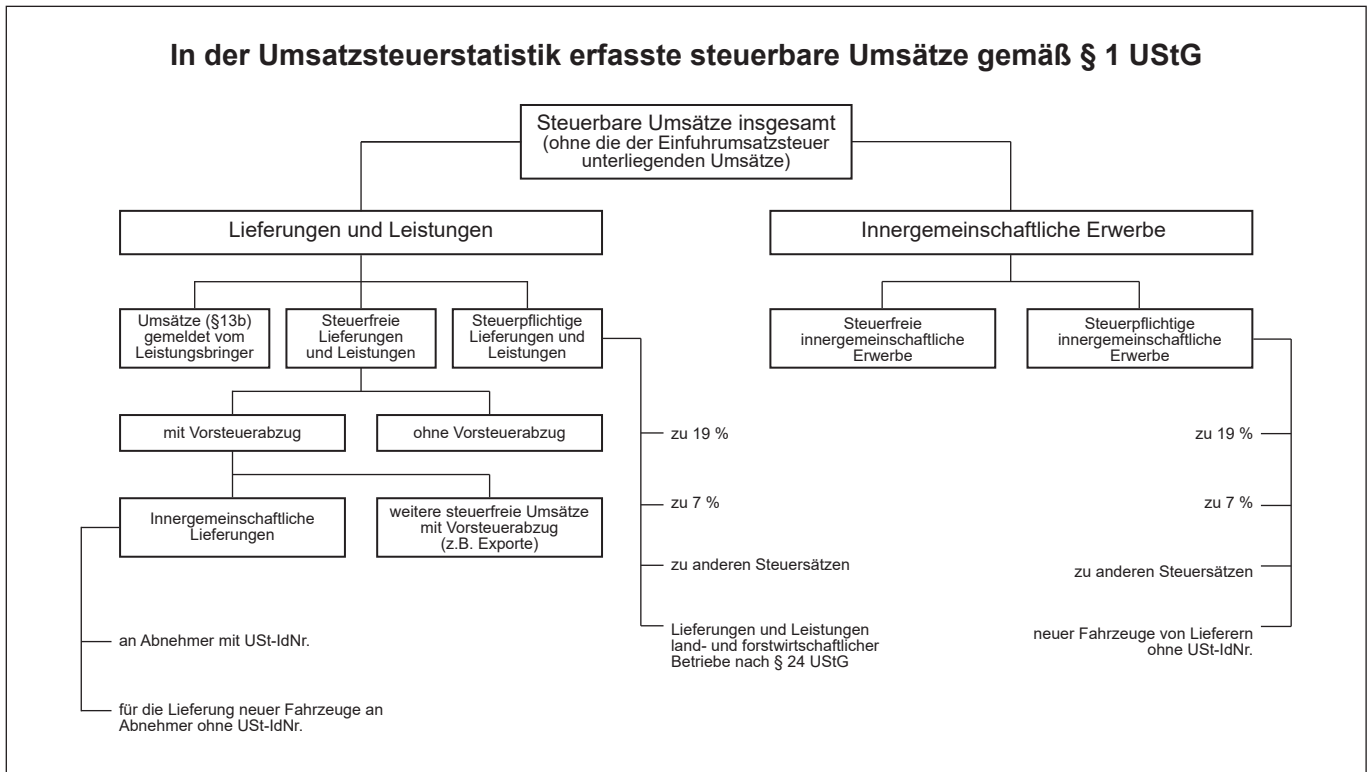 In der Umsatzsteuerstatistik erfasste steuerbare Umsätze gemäß § 1 UStG
Steuerbare Umsätze insgesamt
(ohne die der Einfuhrumsatzsteuer
unterliegenden Umsätze)
Lieferungen und Leistungen
Innergemeinschaftliche Erwerbe
Umsätze (§13b)
gemeldet vom
Leistungsbringer
Steuerfreie
Lieferungen
und Leistungen
Steuerpflichtige
Lieferungen und
Leistungen
Steuerfreie
innergemeinschaftliche
Erwerbe
Steuerpflichtige
innergemeinschaftliche
Erwerbe
mit Vorsteuerabzug
ohne Vorsteuerabzug
Innergemeinschaftliche
Lieferungen
weitere steuerfreie Umsätze
mit Vorsteuerabzug
(z.B. Exporte)
an Abnehmer mit USt-IdNr.
für die Lieferung neuer Fahrzeuge an
Abnehmer ohne USt-IdNr.
zu 19 %
zu 7 %
zu anderen Steuersätzen
Lieferungen und Leistungen
land- und forstwirtschaftlicher
Betriebe nach § 24 UStG
zu 19 %
zu 7 %
zu anderen Steuersätzen
neuer Fahrzeuge von Lieferern
ohne USt-IdNr.